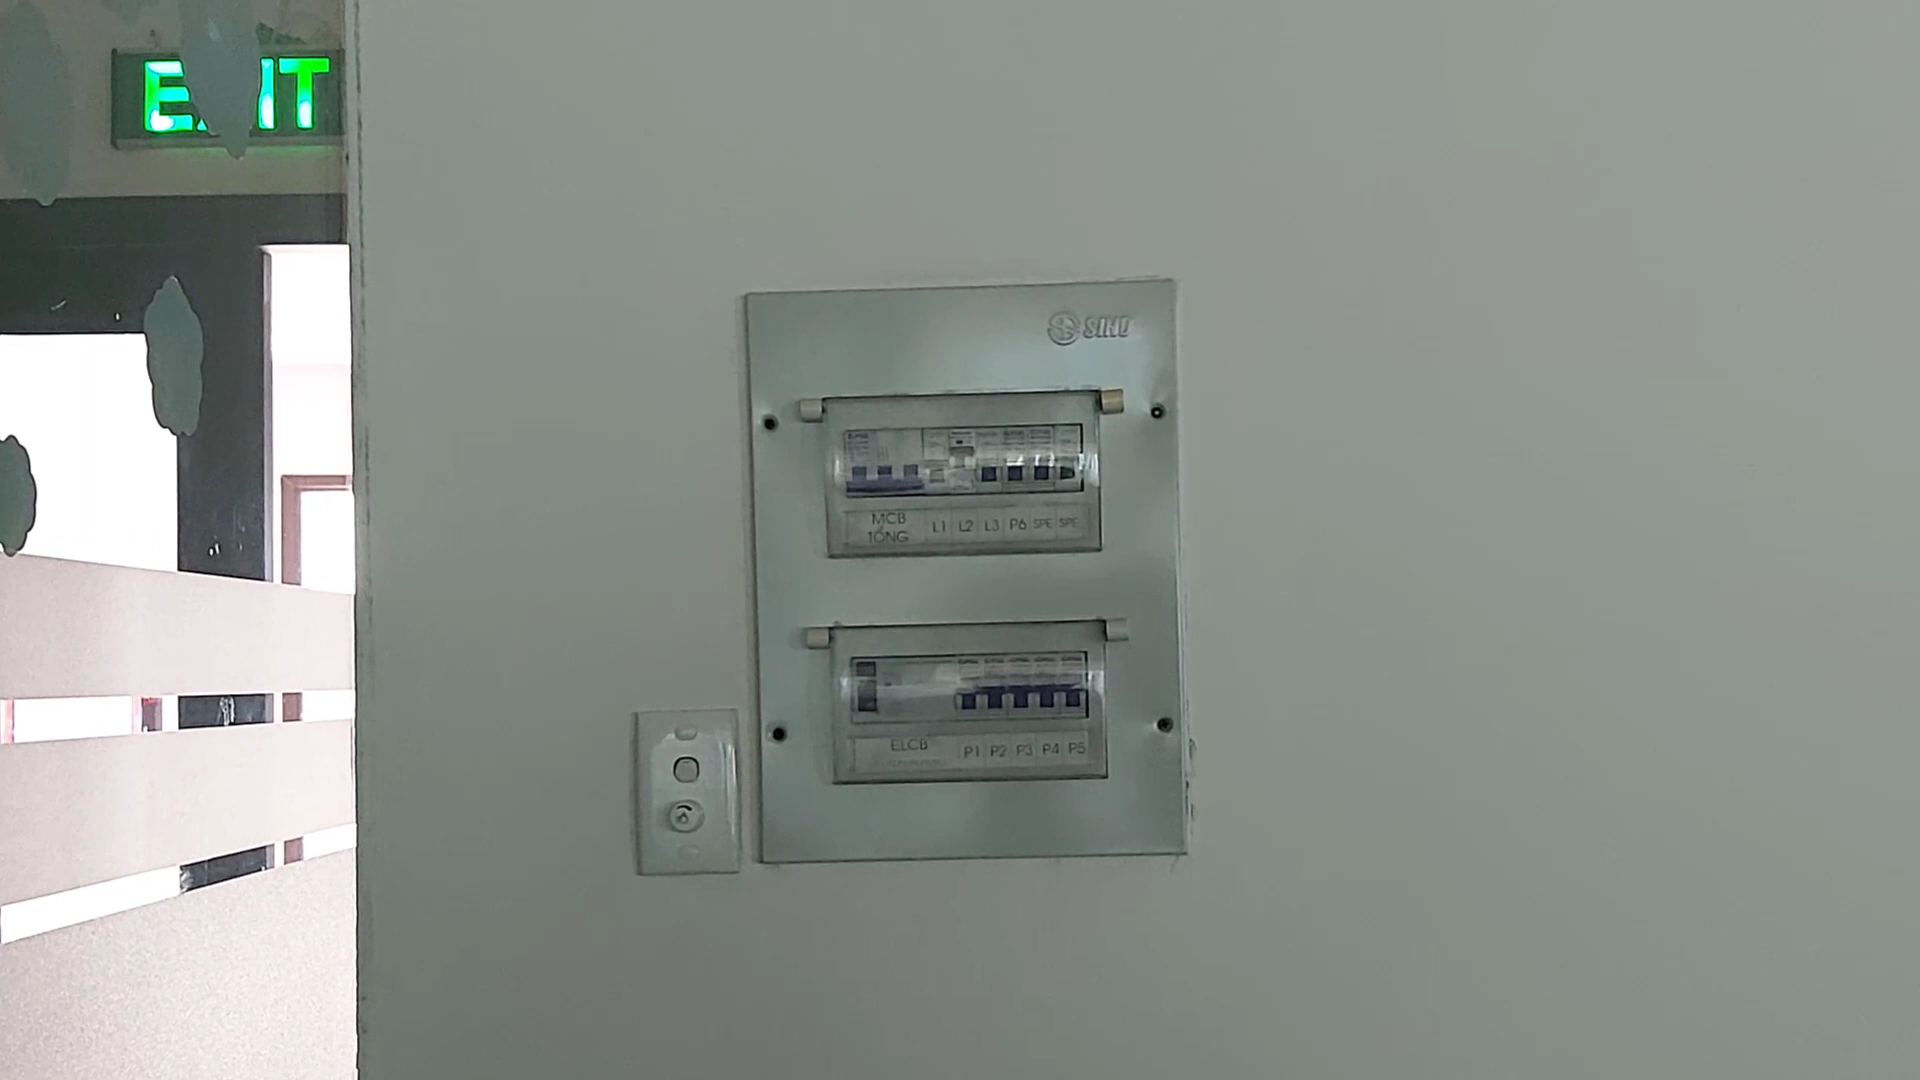 EXIT
SINO
MCB
TỔNG
L1 L2 L3 P6 SPE SPE
ELCB
P1 P2 P3 P4 P5